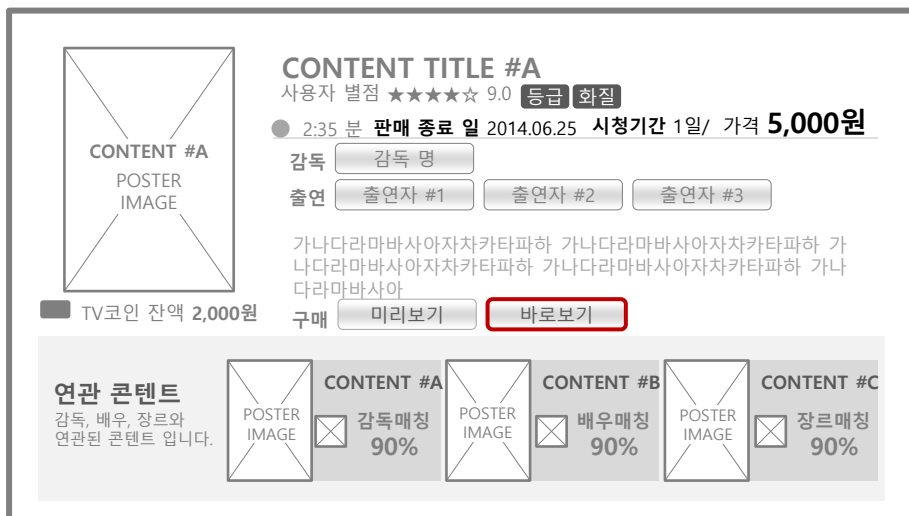 CONTENT TITLE #A
사용자 별점 ★★★★☆ 9.0 등급 화질
2:35 분 판매 종료 일 2014.06.25 시청기간 1일/ 가격 5,000원
CONTENT #A
POSTER
IMAGE
감독 감독 명
출연 출연자 #1 출연자 #2 출연자 #3
가나다라마바사아자차카타파하 가나다라마바사아자차카타파하 가
나다라마바사아자차카타파하 가나다라마바사아자차카타파하 가나
다라마바사아
TV코인 잔액 2,000원
구매 미리보기 바로보기
연관 콘텐트
감독, 배우, 장르와
연관된 콘텐트 입니다.
POSTER
IMAGE
CONTENT #A
감독매칭
90%
POSTER
IMAGE
CONTENT #B
배우매칭
90%
POSTER
IMAGE
CONTENT #C
장르매칭
90%